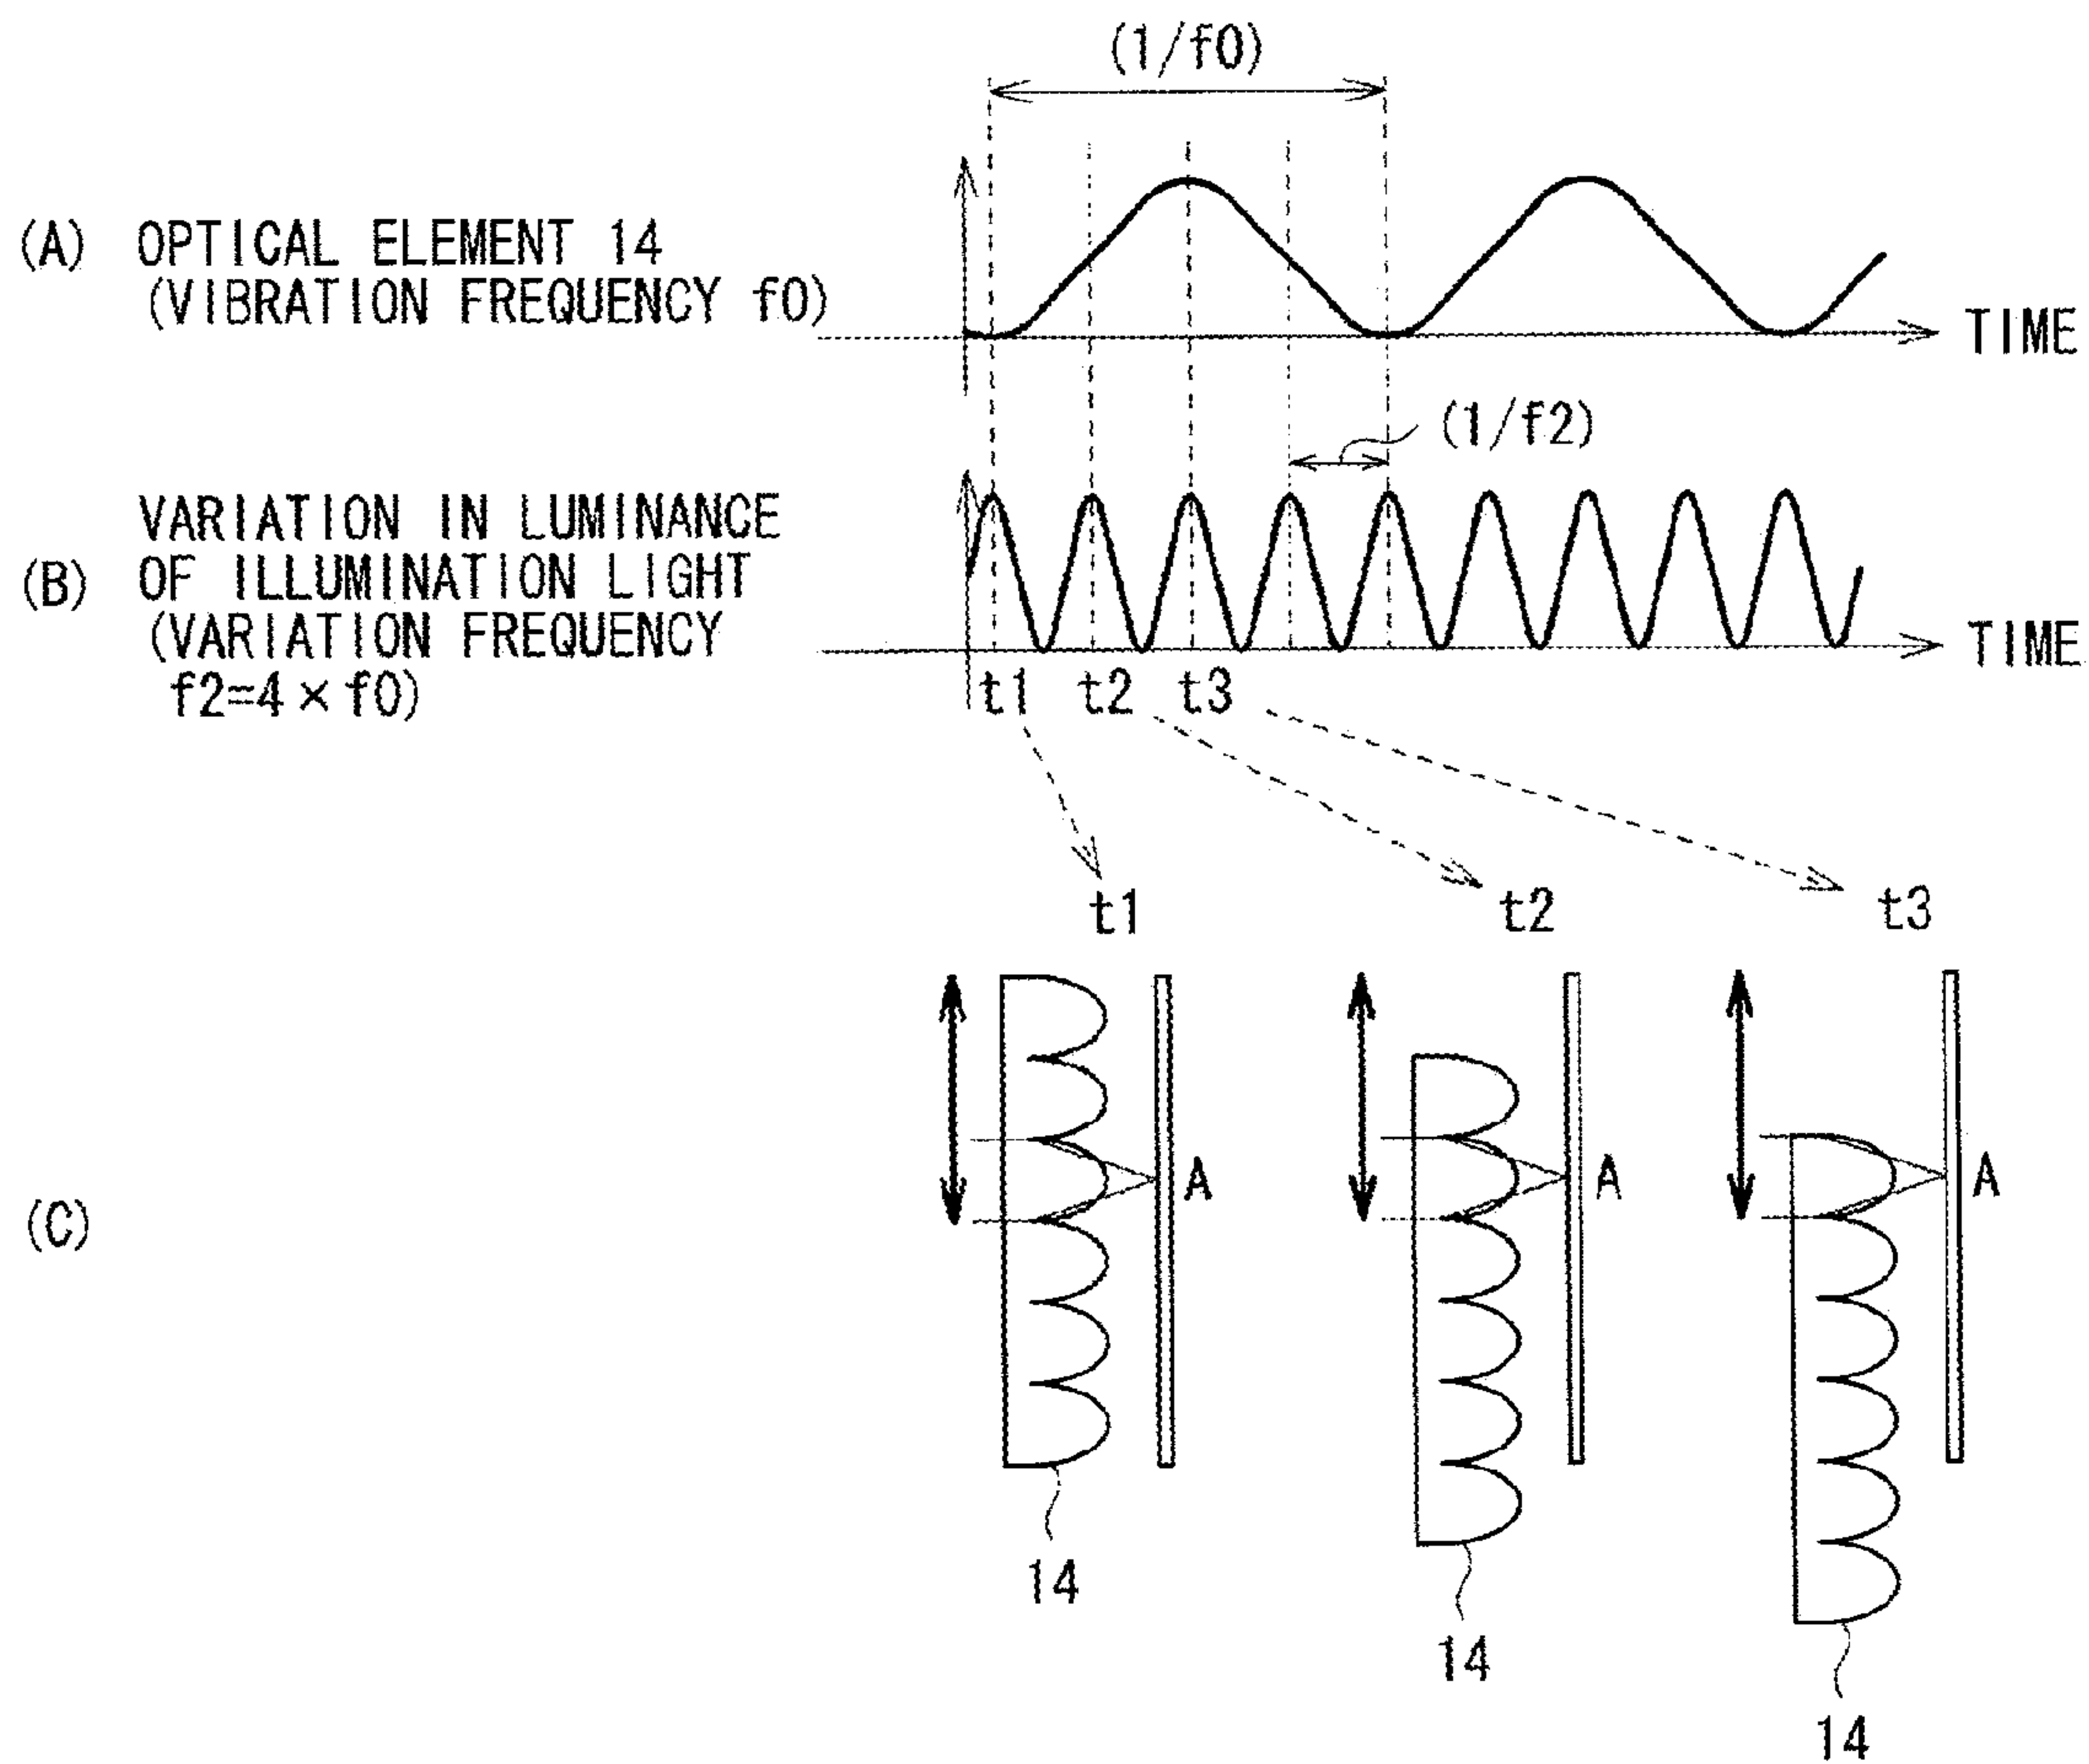 (1/f0)
(A) OPTICAL ELEMENT 14
(VIBRATION FREQUENCY f0)
TIME
(1/f2)
VARIATION IN LUMINANCE
(B) OF ILLUMINATION LIGHT
(VARIATION FREQUENCY
f2=4×f0)
TIME
t1 t2 t3
t1 t2 t3
A A A
(C)
14
14
14